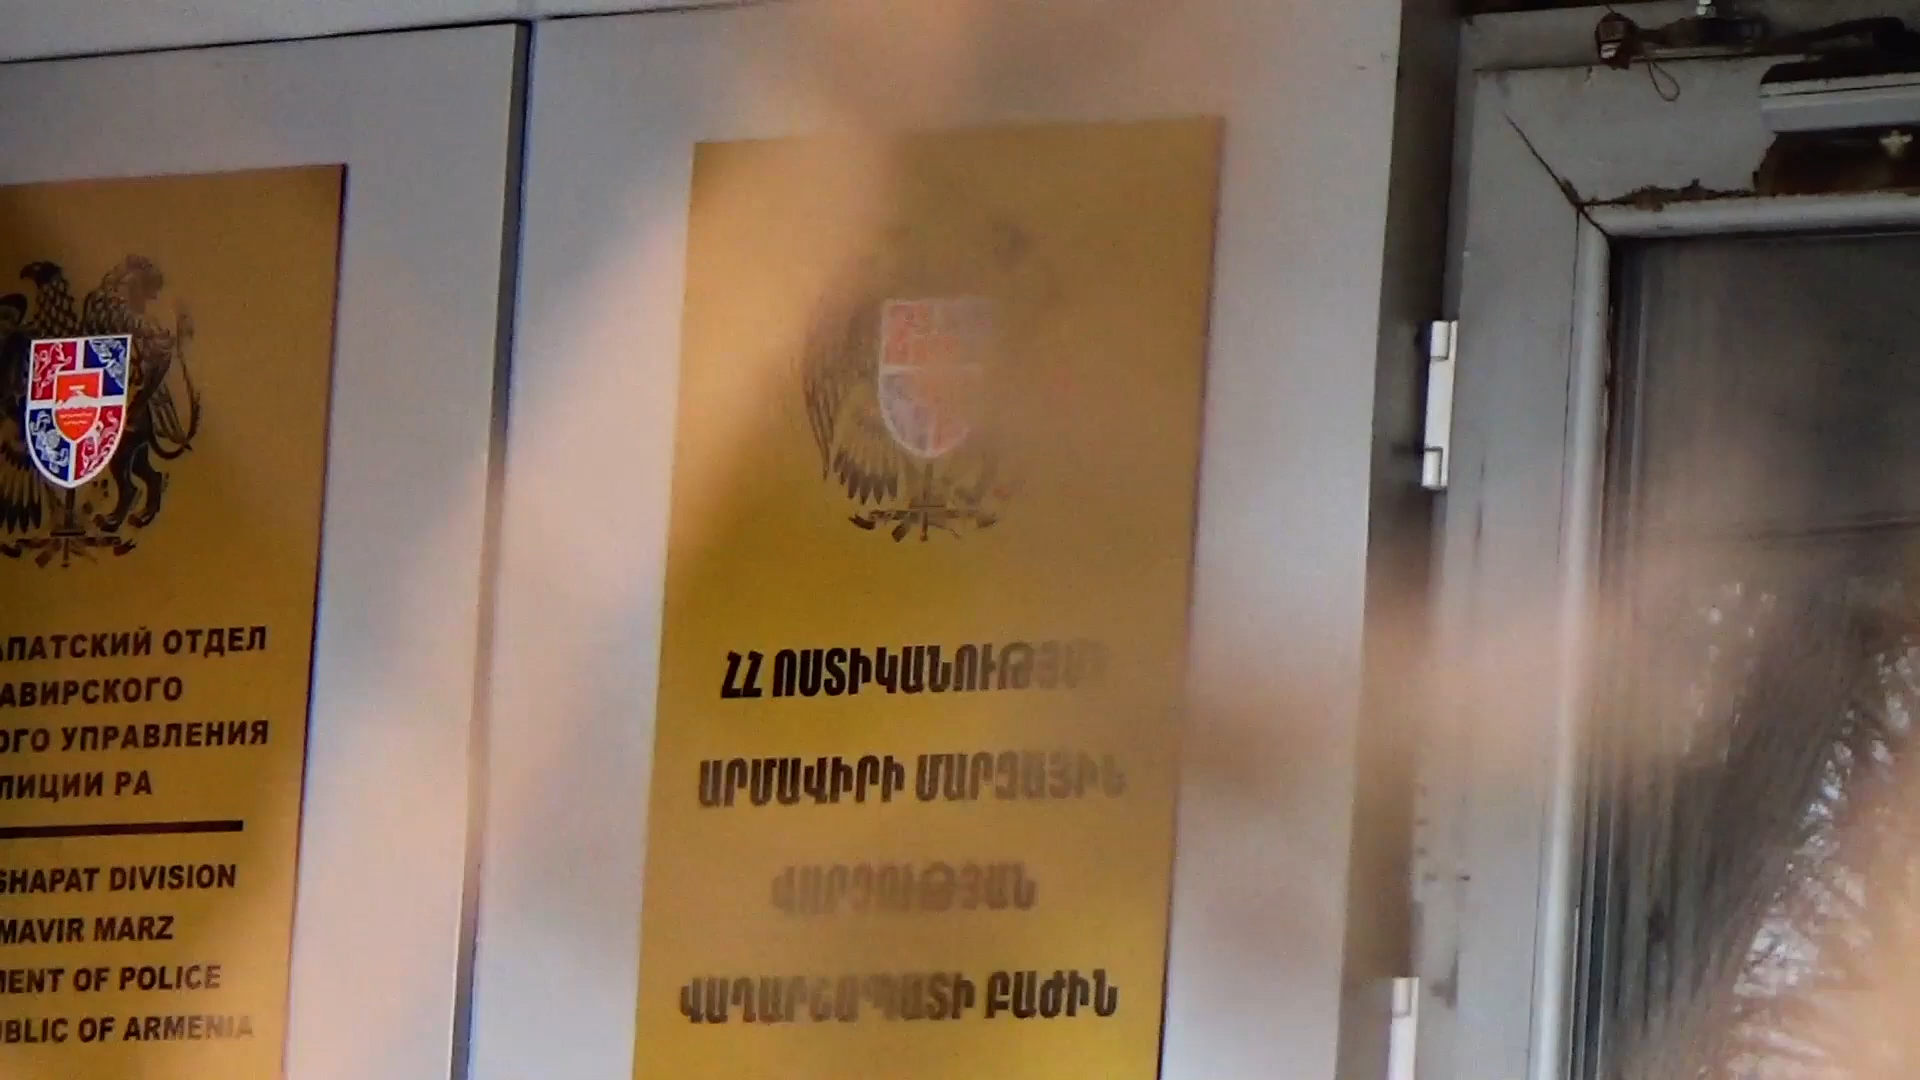 АПАТСКИЙ ОТДЕЛ
АВИРСКОГО
ОГО УПРАВЛЕНИЯ
ЛИЦИИ РА
SHAPAT DIVISION
MAVIR MARZ
MENT OF POLICE
UBLIC OF ARMENIA
ՀՀ ՈՍՏԻԿԱՆՈՒԹՅԱՆ
ԱՐՄԱՎԻՐԻ ՄԱՐԶԱՅԻՆ
ՎԱՐՉՈՒԹՅԱՆ
ՎԱՂԱՐՇԱՊԱՏԻ ԲԱԺԻՆ